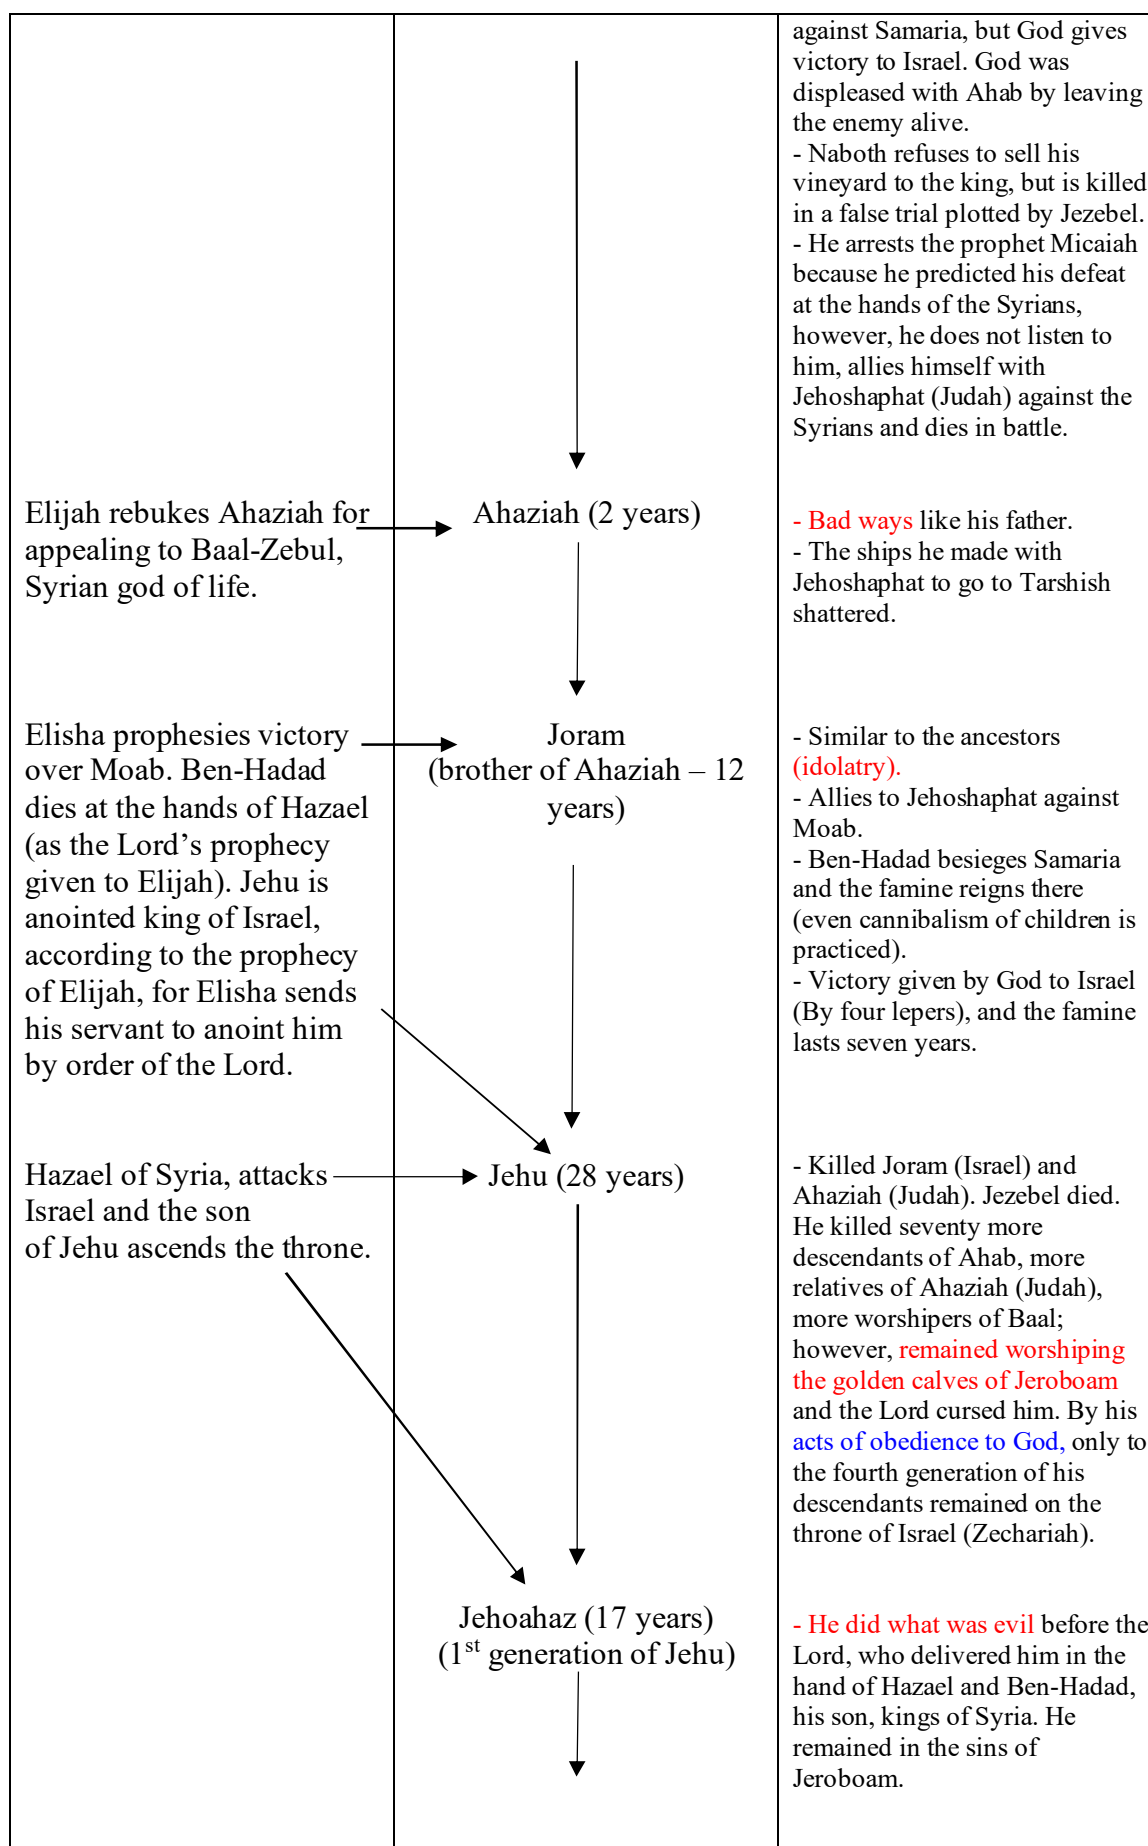 against Samaria, but God gives
victory to Israel. God was
displeased with Ahab by leaving
the enemy alive.
- Naboth refuses to sell his
vineyard to the king, but is killed
in a false trial plotted by Jezebel.
- He arrests the prophet Micaiah
because he predicted his defeat
at the hands of the Syrians,
however, he does not listen to
him, allies himself with
Jehoshaphat (Judah) against the
Syrians and dies in battle.
Elijah rebukes Ahaziah for
appealing to Baal-Zebul,
Syrian god of life.
Ahaziah (2 years)
- Bad ways like his father.
- The ships he made with
Jehoshaphat to go to Tarshish
shattered.
Elisha prophesies victory
over Moab. Ben-Hadad
dies at the hands of Hazael
(as the Lord’s prophecy
given to Elijah). Jehu is
anointed king of Israel,
according to the prophecy
of Elijah, for Elisha sends
his servant to anoint him
by order of the Lord.
Joram
(brother of Ahaziah – 12
years)
- Similar to the ancestors
(idolatry).
- Allies to Jehoshaphat against
Moab.
- Ben-Hadad besieges Samaria
and the famine reigns there
(even cannibalism of children is
practiced).
- Victory given by God to Israel
(By four lepers), and the famine
lasts seven years.
Hazael of Syria, attacks
Israel and the son
of Jehu ascends the throne.
Jehu (28 years)
- Killed Joram (Israel) and
Ahaziah (Judah). Jezebel died.
He killed seventy more
descendants of Ahab, more
relatives of Ahaziah (Judah),
more worshipers of Baal;
however, remained worshiping
the golden calves of Jeroboam
and the Lord cursed him. By his
acts of obedience to God, only to
the fourth generation of his
descendants remained on the
throne of Israel (Zechariah).
Jehoahaz (17 years)
(1st generation of Jehu)
- He did what was evil before the
Lord, who delivered him in the
hand of Hazael and Ben-Hadad,
his son, kings of Syria. He
remained in the sins of
Jeroboam.